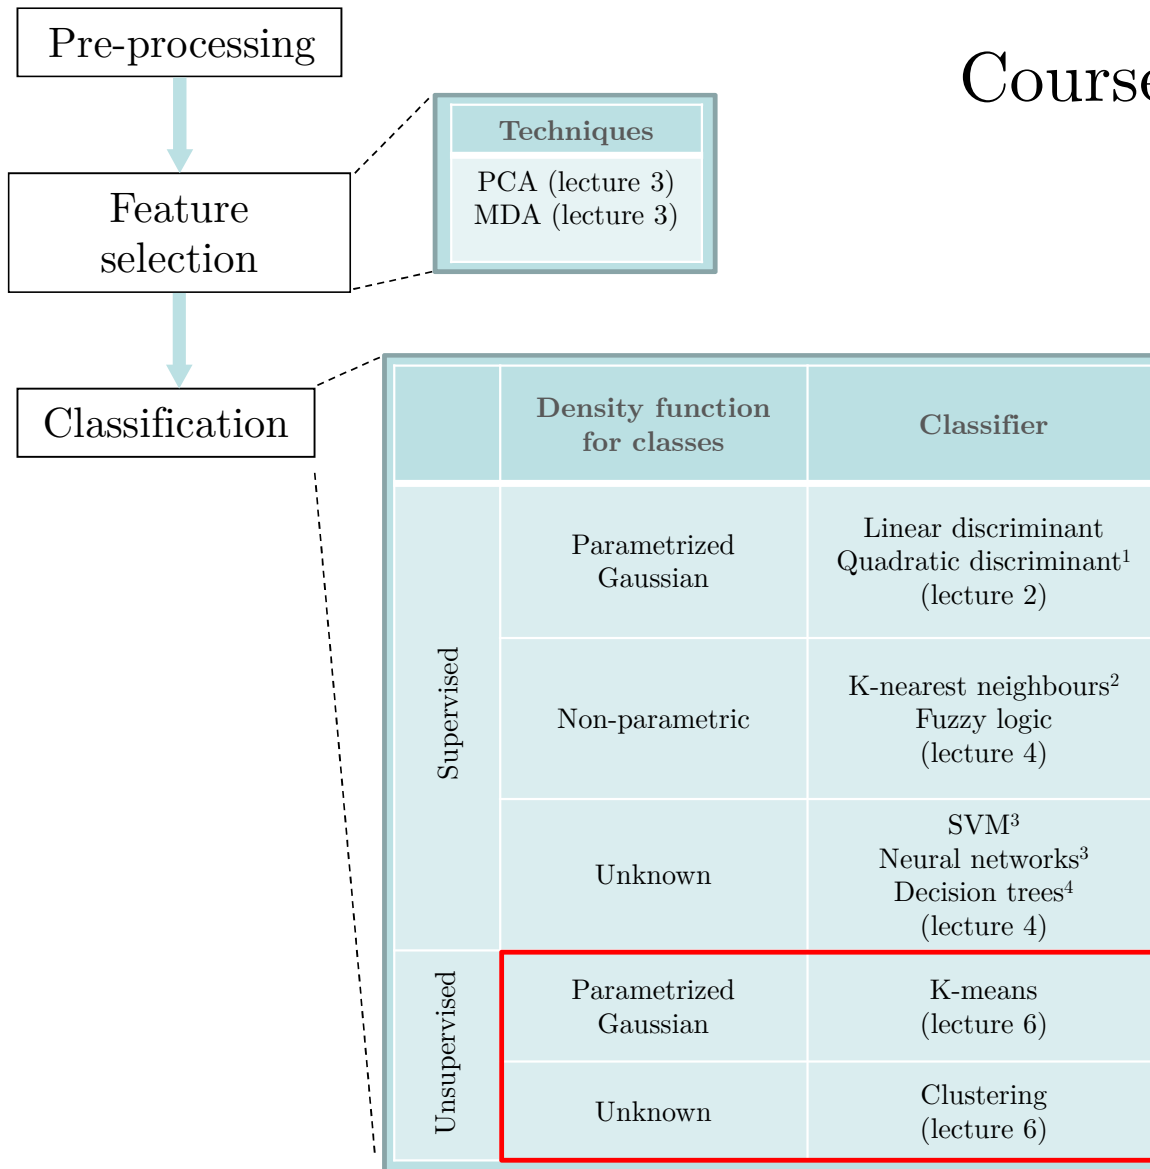 Pre-processing
Course
Techniques
PCA (lecture 3)
MDA (lecture 3)
Feature
selection
Classification
Density function
for classes
Classifier
Supervised
Parametrized
Gaussian
Linear discriminant
Quadratic discriminant¹
(lecture 2)
Non-parametric
K-nearest neighbours²
Fuzzy logic
(lecture 4)
Unknown
SVM³
Neural networks³
Decision trees⁴
(lecture 4)
Unsupervised
Parametrized
Gaussian
K-means
(lecture 6)
Unknown
Clustering
(lecture 6)